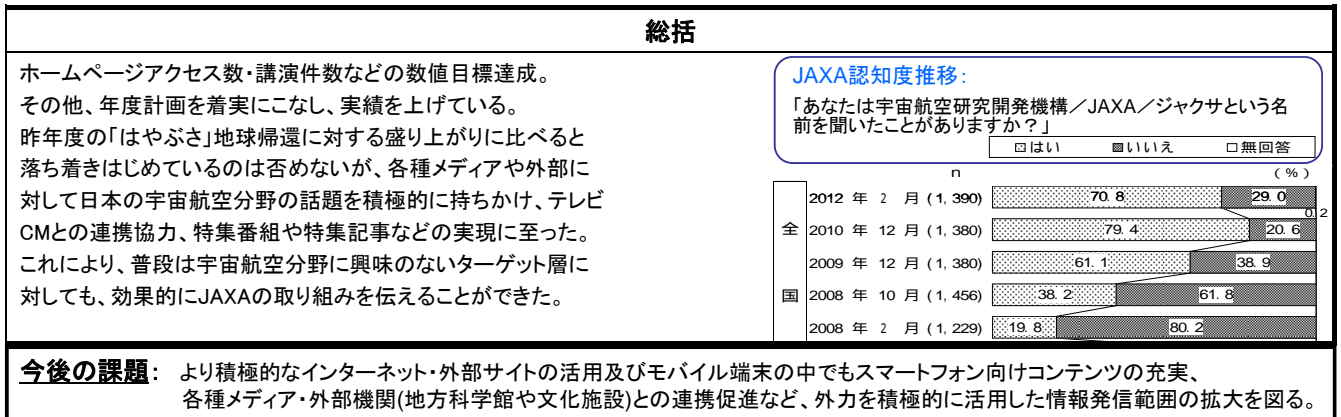 総括
ホームページアクセス数・講演件数などの数値目標達成。
その他、年度計画を着実にこなし、実績を上げている。
昨年度の「はやぶさ」地球帰還に対する盛り上がりに比べると
落ち着きはじめているのは否めないが、各種メディアや外部に
対して日本の宇宙航空分野の話題を積極的に持ちかけ、テレビ
CMとの連携協力、特集番組や特集記事などの実現に至った。
これにより、普段は宇宙航空分野に興味のないターゲット層に
対しても、効果的にJAXAの取り組みを伝えることができた。
JAXA認知度推移:
「あなたは宇宙航空研究開発機構／JAXA／ジャクサという名
前を聞いたことがありますか？」
はい いいえ 無回答
n (%)
全国
2012 年 2 月 (1,390) 70.8 29.0
0.2
2010 年 12 月 (1,380) 79.4 20.6
2009 年 12 月 (1,380) 61.1 38.9
2008 年 10 月 (1,456) 38.2 61.8
2008 年 2 月 (1,229) 19.8 80.2
今後の課題: より積極的なインターネット・外部サイトの活用及びモバイル端末の中でもスマートフォン向けコンテンツの充実、
各種メディア・外部機関(地方科学館や文化施設)との連携促進など、外力を積極的に活用した情報発信範囲の拡大を図る。